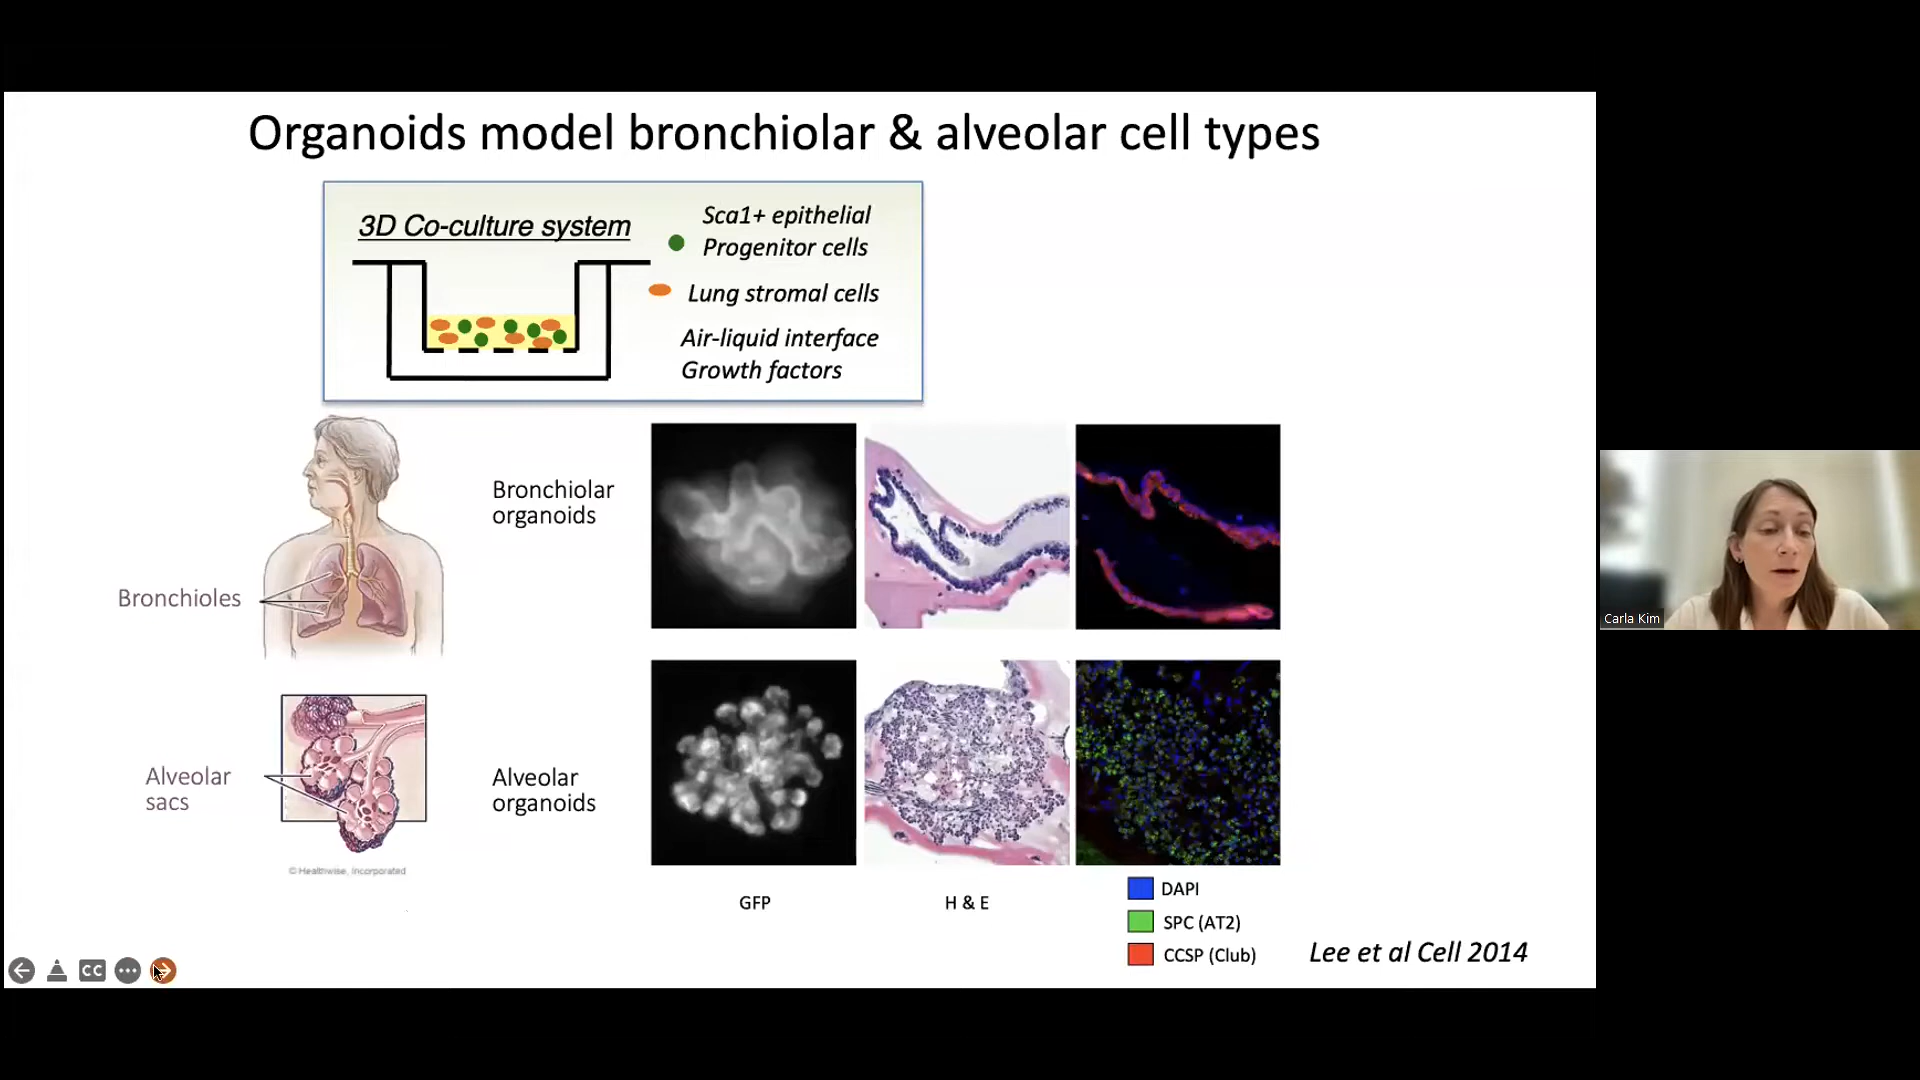 Organoids model bronchiolar & alveolar cell types
3D Co-culture system
Sca1+ epithelial
Progenitor cells
Lung stromal cells
Air-liquid interface
Growth factors
Bronchiolar
organoids
Bronchioles
Alveolar
sacs
Alveolar
organoids
© Healthwise, Incorporated
GFP
H & E
DAPI
SPC (AT2)
CCSP (Club)
Lee et al Cell 2014
CC
Carla Kim